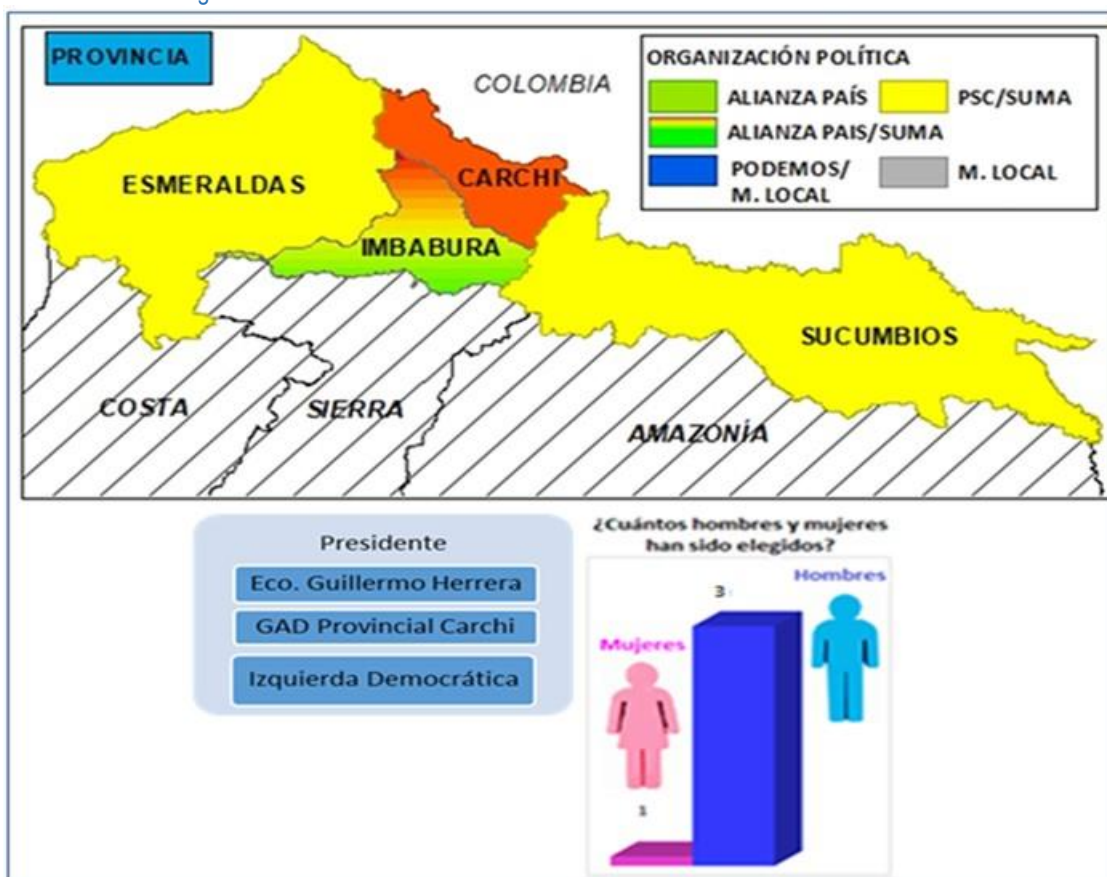 PROVINCIA
COLOMBIA
ORGANIZACIÓN POLÍTICA
ALIANZA PAÍS
PSC/SUMA
ALIANZA PAIS/SUMA
PODEMOS/
M. LOCAL
M. LOCAL
ESMERALDAS
CARCHI
IMBABURA
SUCUMBIOS
COSTA
SIERRA
AMAZONÍA
Presidente
Eco. Guillermo Herrera
GAD Provincial Carchi
Izquierda Democrática
¿Cuántos hombres y mujeres
han sido elegidos?
Hombres
3
Mujeres
1